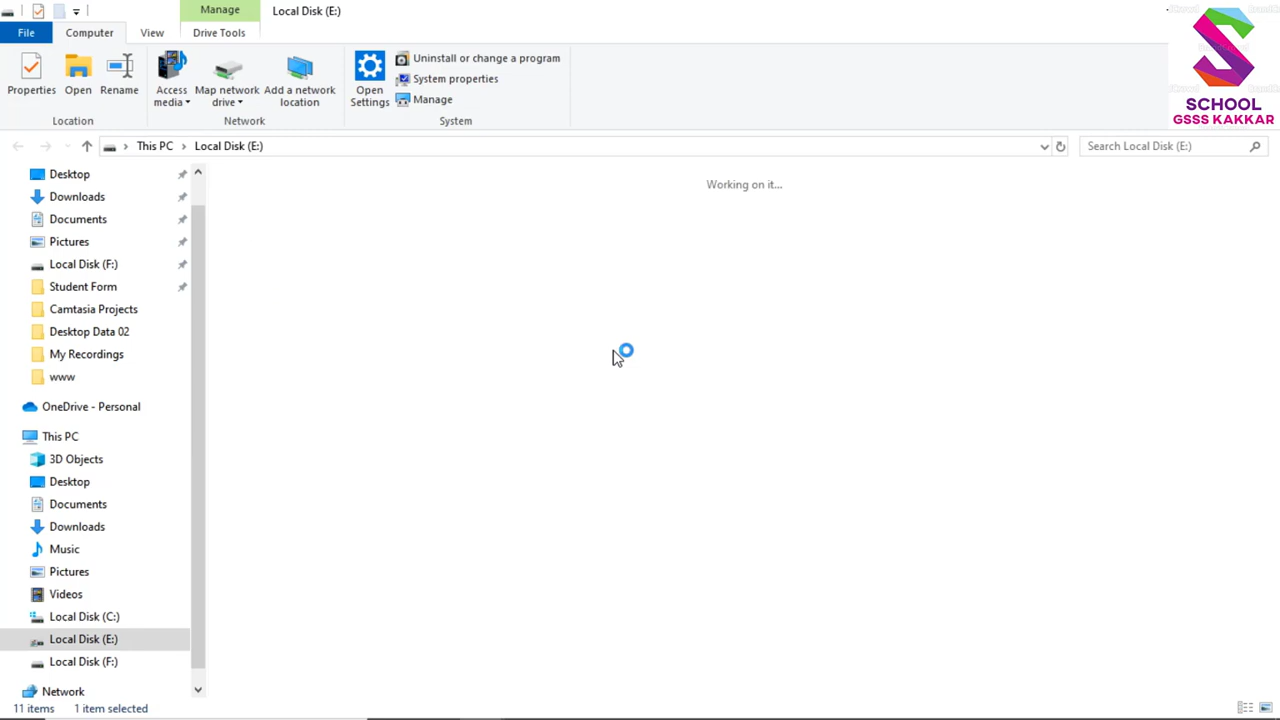 Manage
Local Disk (E:)
File
Computer
View
Drive Tools
Properties
Open
Rename
Access media
Map network drive
Add a network location
Open Settings
Uninstall or change a program
System properties
Manage
Location
Network
System
SCHOOL
GSSS KAKKAR
This PC
Local Disk (E:)
Search Local Disk (E:)
Working on it...
Desktop
Downloads
Documents
Pictures
Local Disk (F:)
Student Form
Camtasia Projects
Desktop Data 02
My Recordings
www
OneDrive - Personal
This PC
3D Objects
Desktop
Documents
Downloads
Music
Pictures
Videos
Local Disk (C:)
Local Disk (E:)
Local Disk (F:)
Network
11 items
1 item selected